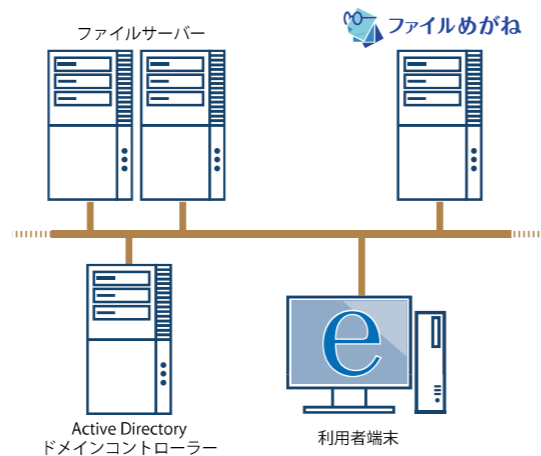 ファイルサーバー
ファイルめがね
e
Active Directory
ドメインコントローラー
利用者端末